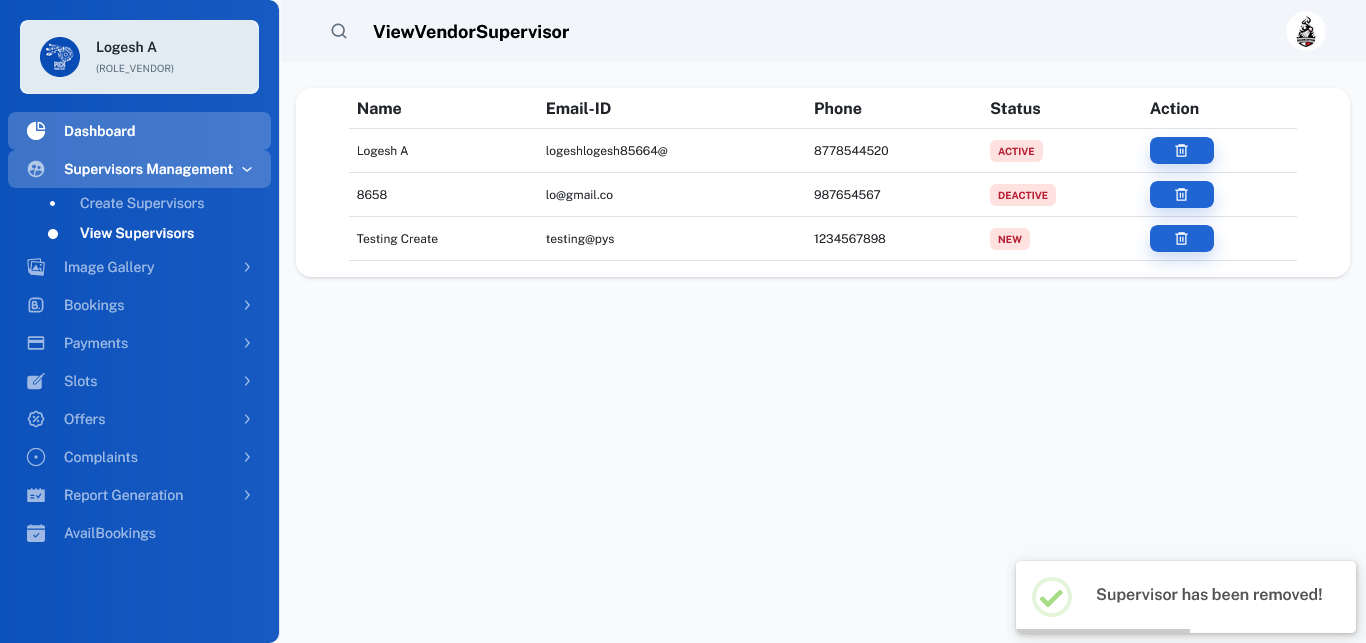 Logesh A
(ROLE_VENDOR)
Dashboard
Supervisors Management
Create Supervisors
View Supervisors
Image Gallery
Bookings
Payments
Slots
Offers
Complaints
Report Generation
AvailBookings
ViewVendorSupervisor
Name Email-ID Phone Status Action
Logesh A logeshlogesh85664@ 8778544520 ACTIVE
8658 lo@gmail.co 987654567 DEACTIVE
Testing Create testing@pys 1234567898 NEW
Supervisor has been removed!